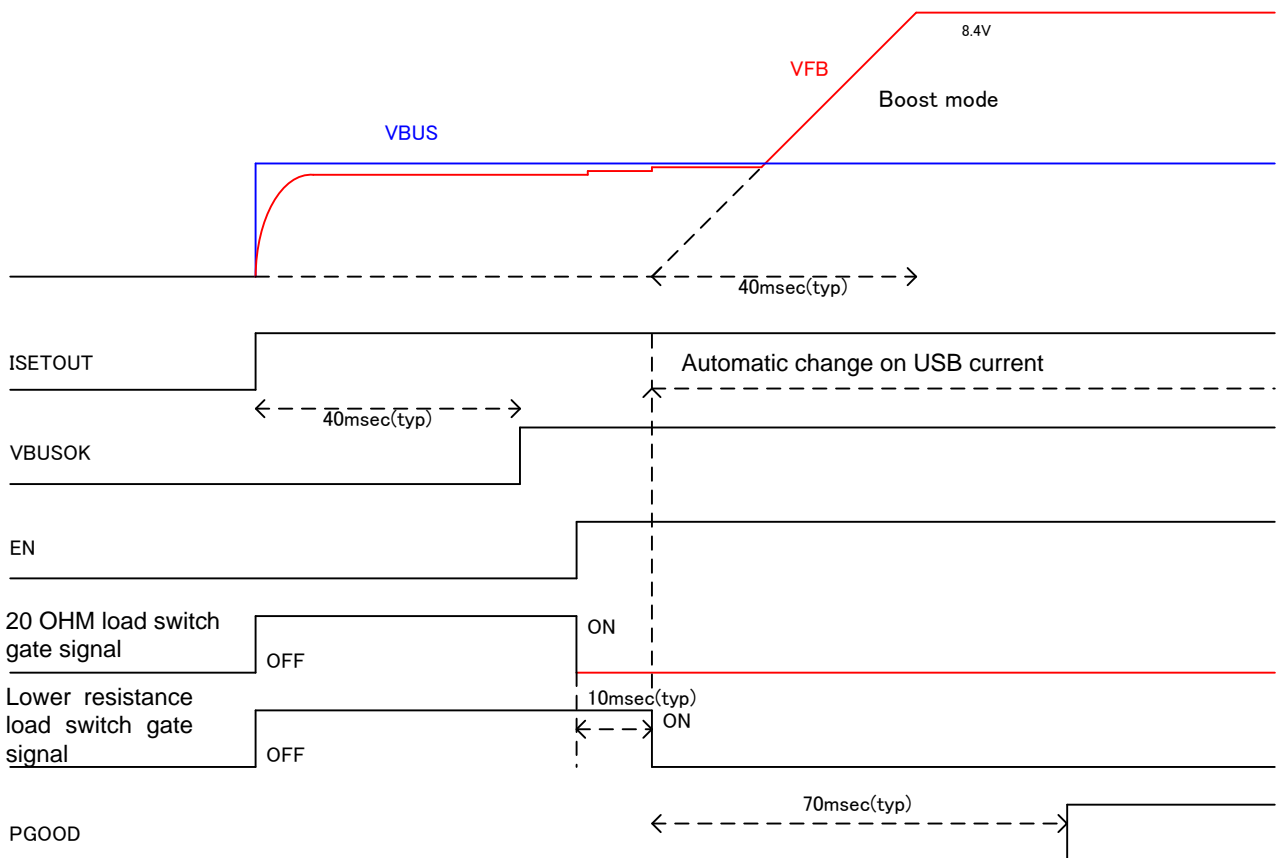 8.4V
VFB
Boost mode
VBUS
40msec(typ)
ISETOUT
Automatic change on USB current
40msec(typ)
VBUSOK
EN
20 OHM load switch
gate signal
ON
OFF
Lower resistance
load switch gate
signal
10msec(typ)
ON
OFF
70msec(typ)
PGOOD